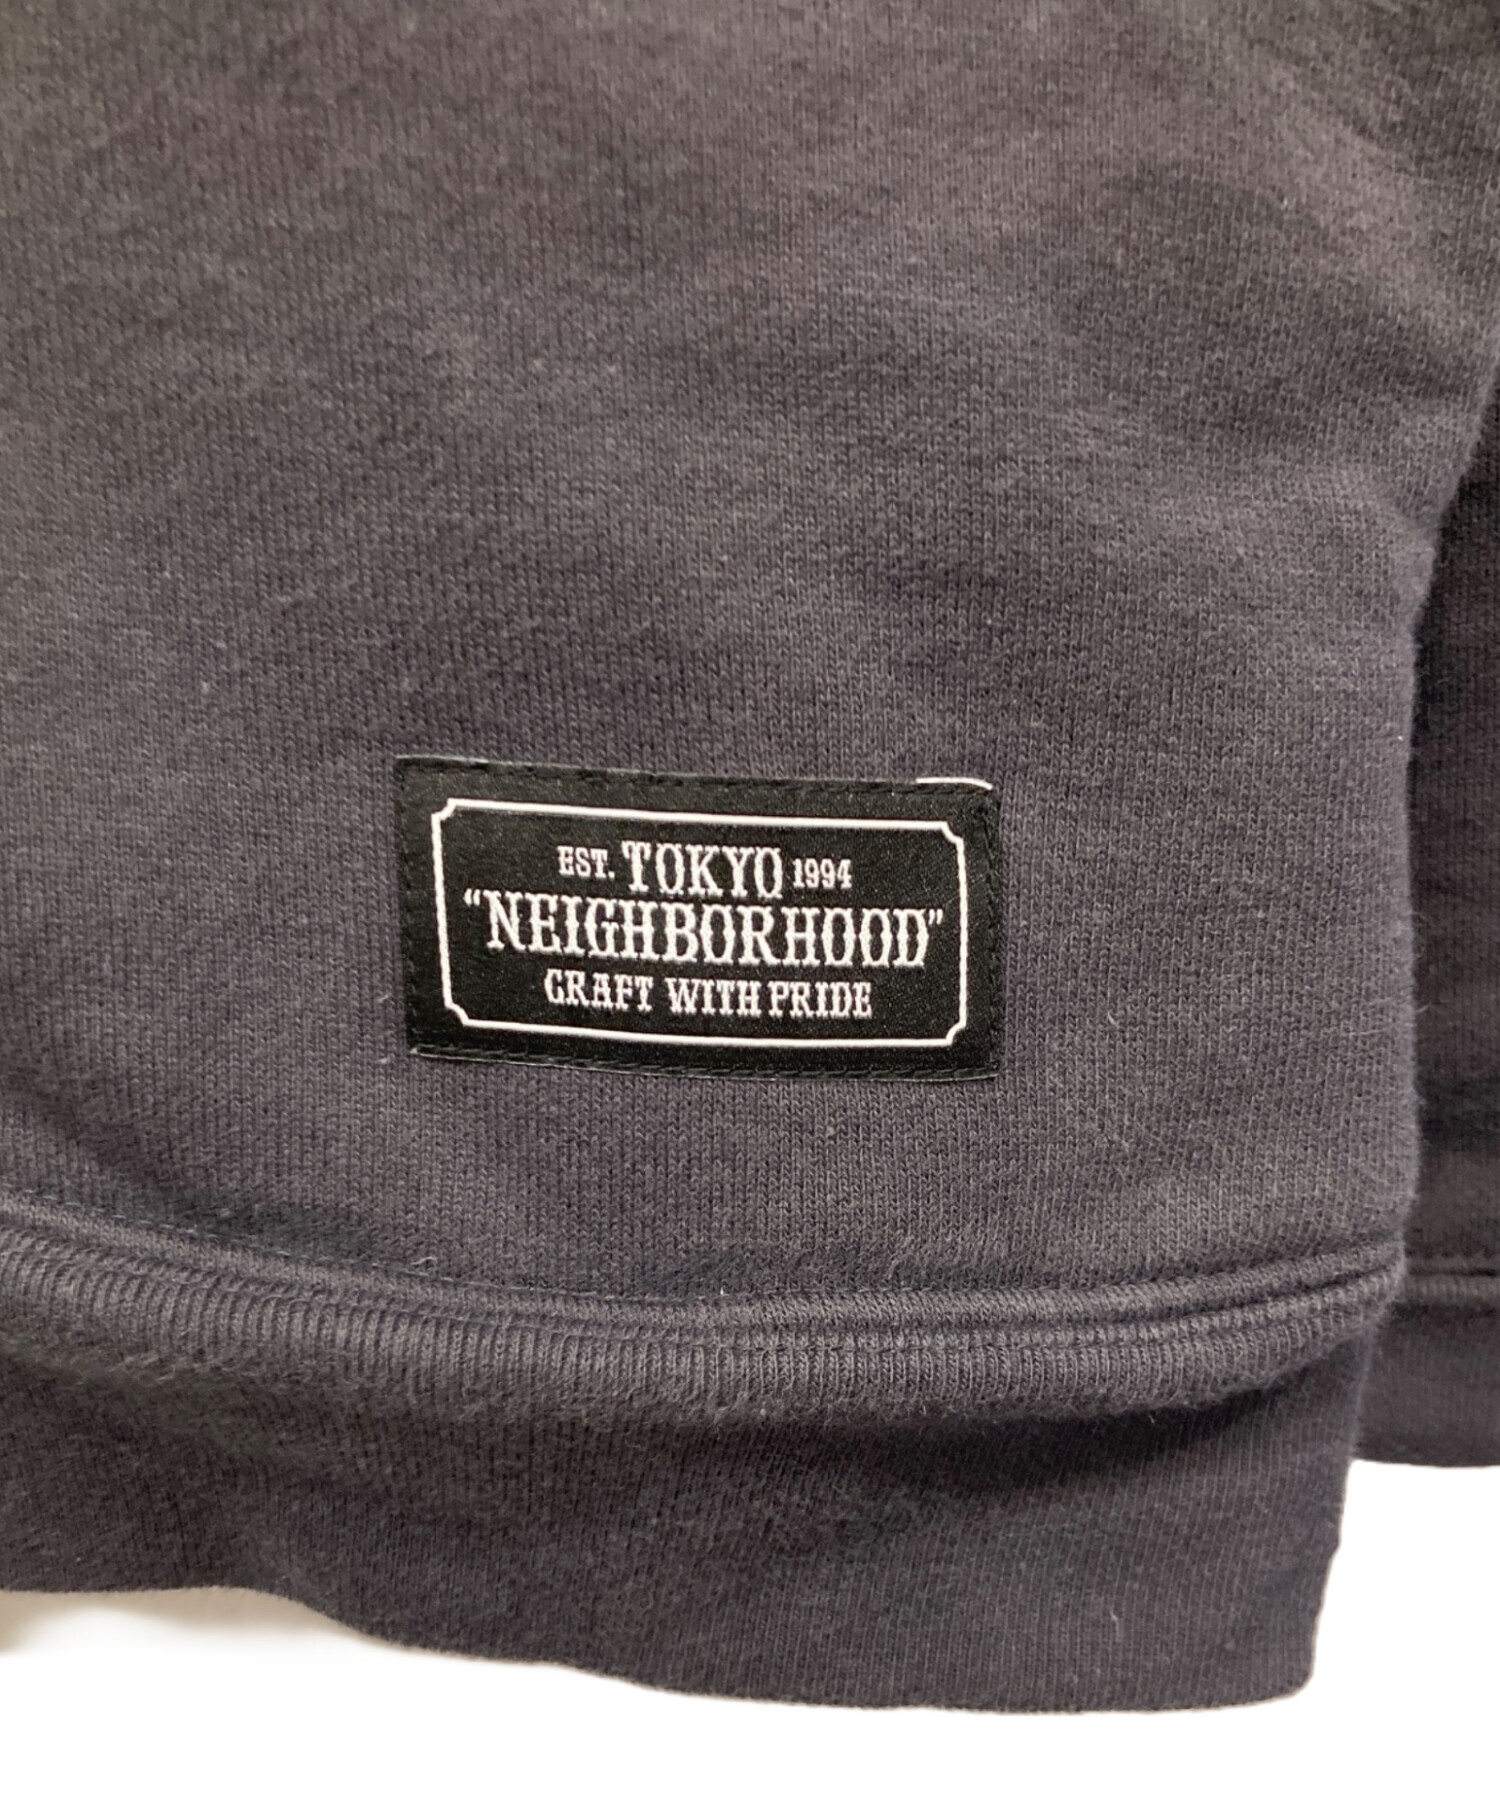 EST. TOKYO 1994
“NEIGHBORHOOD”
CRAFT WITH PRIDE